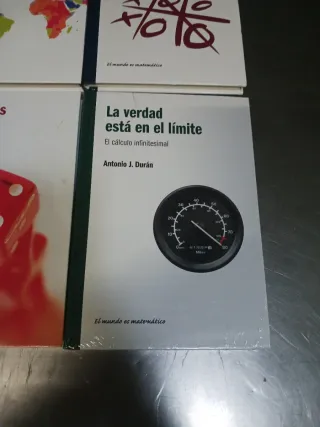 El mundo es matemático
s
La verdad
está en el límite
El cálculo infinitesimal
Antonio J. Durán
El mundo es matemático